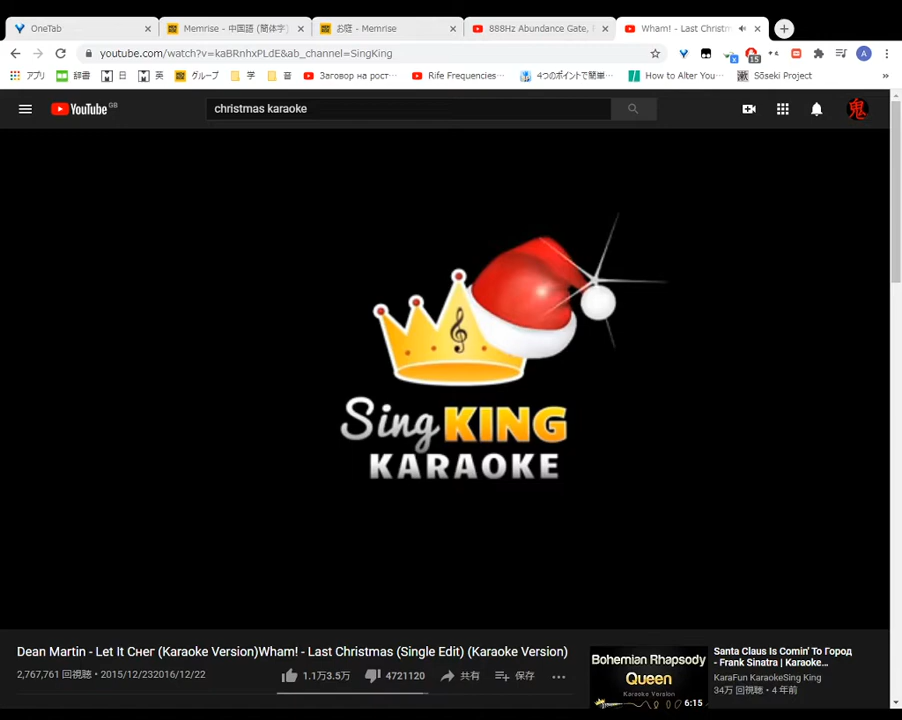 OneTab
Memrise - 中国語 (簡体字)
お庭 - Memrise
888Hz Abundance Gate,
Wham! - Last Christm
youtube.com/watch?v=kaBRnhxPLdE&ab_channel=SingKing
15
A
アプリ
辞書
日
英
グループ
学
音
Заговор на рост…
Rife Frequencies…
4つのポイントで簡単…
How to Alter You…
Sōseki Project
»
YouTube GB
christmas karaoke
鬼
Sing KING
KARAOKE
Dean Martin - Let It Снег (Karaoke Version)Wham! - Last Christmas (Single Edit) (Karaoke Version)
2,767,761 回視聴 • 2015/12/232016/12/22
1.1万3.5万
4721120
共有
保存
Bohemian Rhapsody
Queen
Karaoke Version
6:15
Santa Claus Is Comin' To Город
- Frank Sinatra | Karaoke…
KaraFun KaraokeSing King
34万 回視聴 • 4 年前